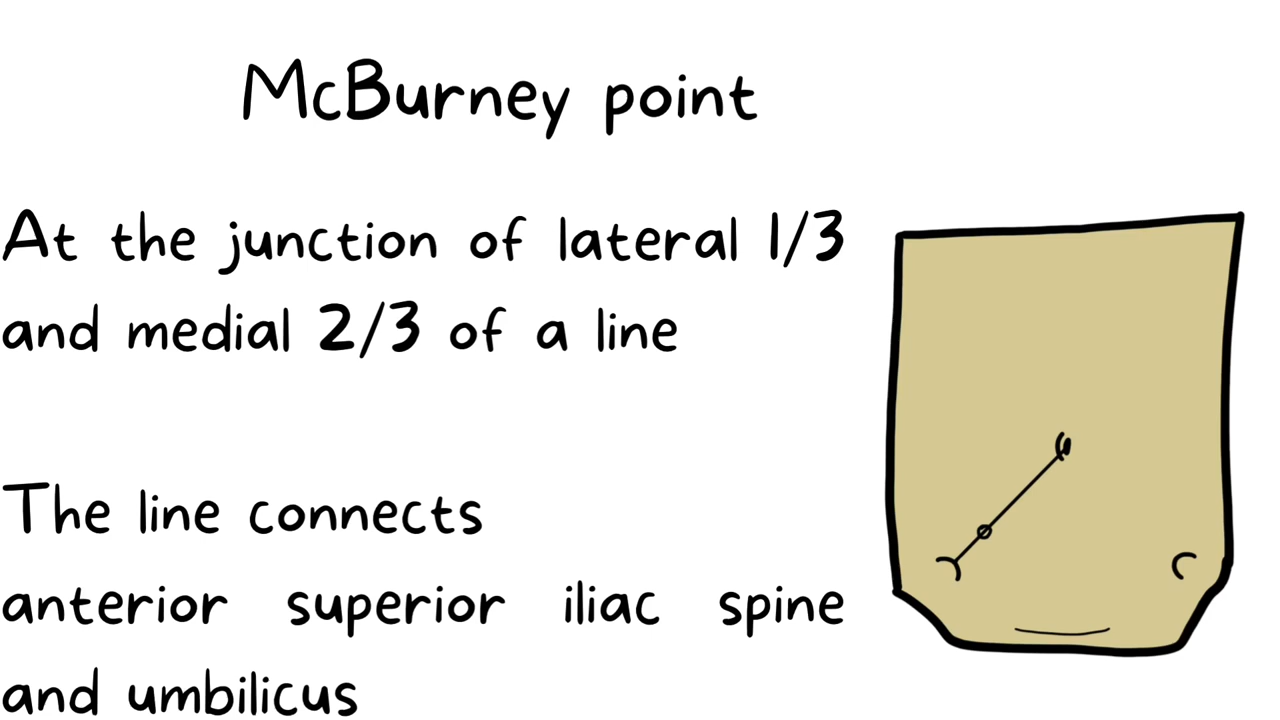 McBurney point
At the junction of lateral 1/3
and medial 2/3 of a line
The line connects
anterior superior iliac spine
and umbilicus